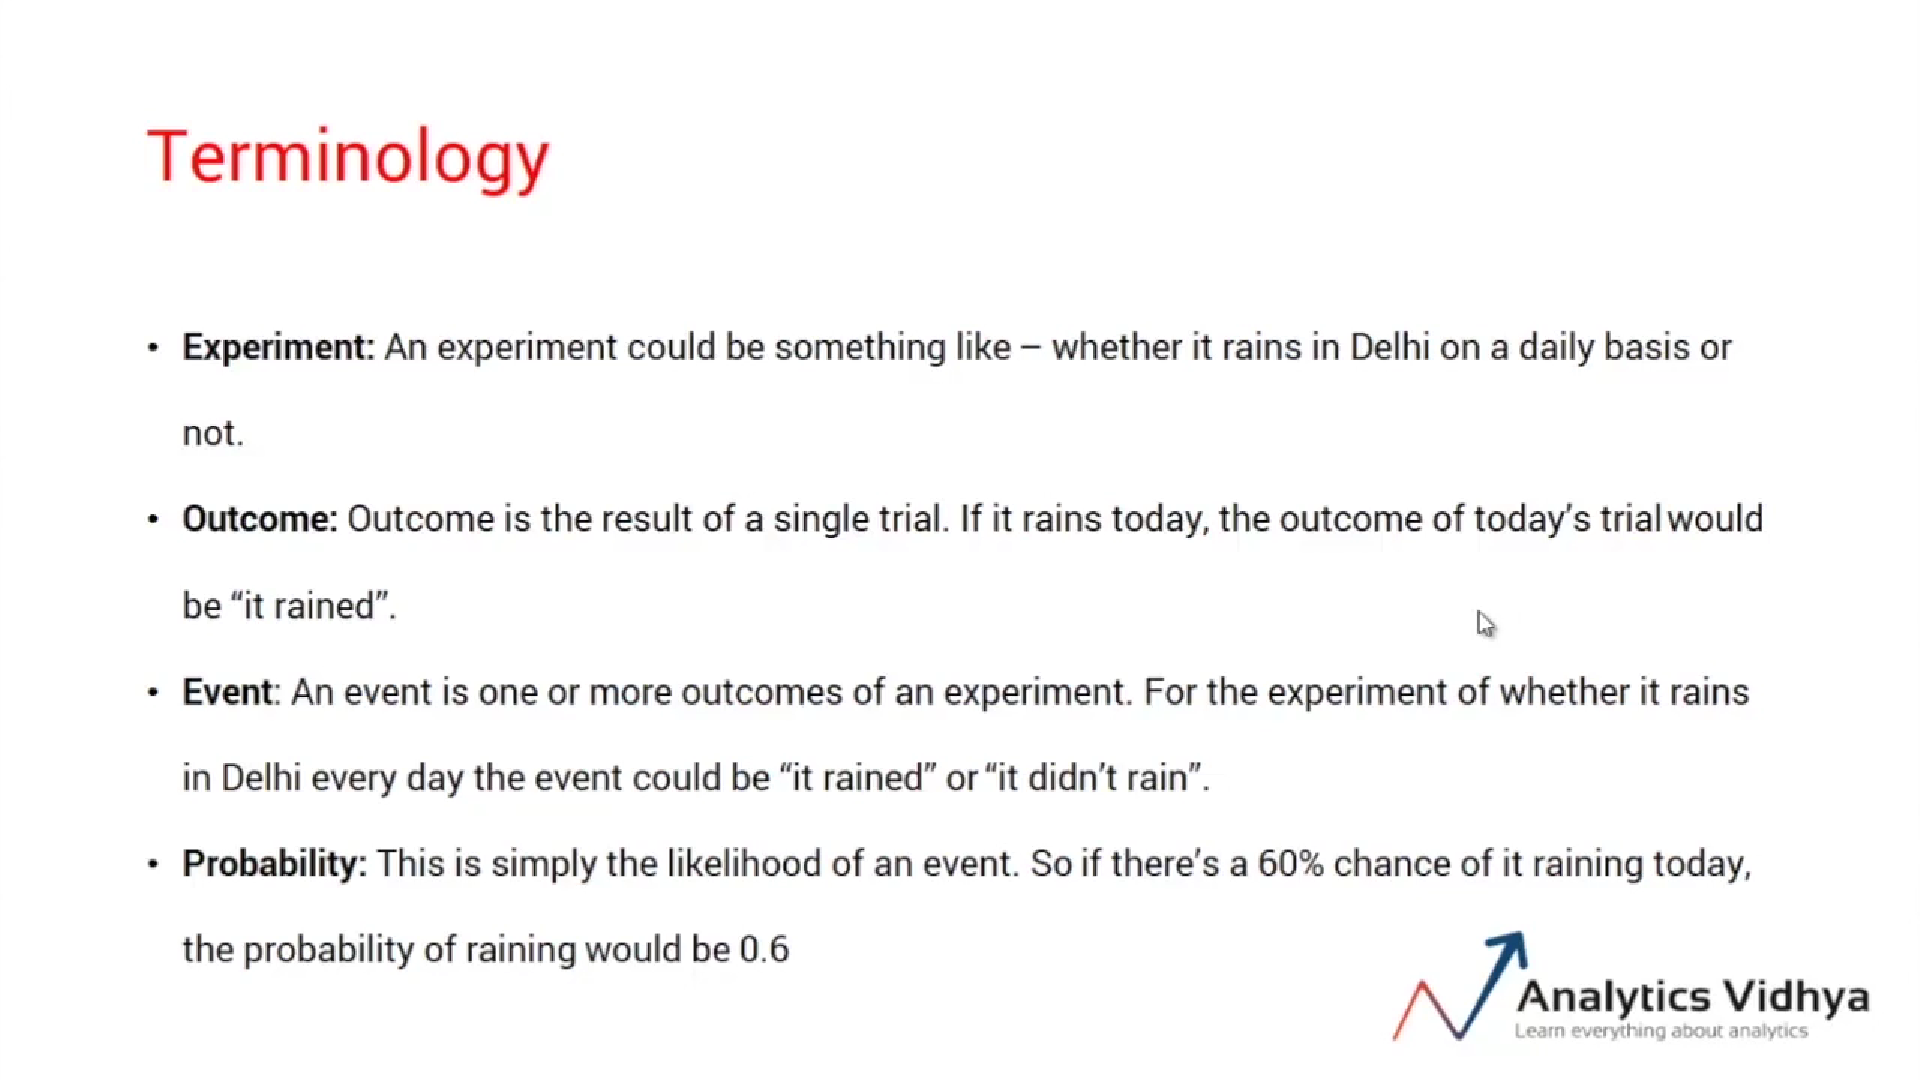 Terminology
• Experiment: An experiment could be something like – whether it rains in Delhi on a daily basis or
not.
• Outcome: Outcome is the result of a single trial. If it rains today, the outcome of today’s trial would
be “it rained”.
• Event: An event is one or more outcomes of an experiment. For the experiment of whether it rains
in Delhi every day the event could be “it rained” or “it didn’t rain”.
• Probability: This is simply the likelihood of an event. So if there’s a 60% chance of it raining today,
the probability of raining would be 0.6
Analytics Vidhya
Learn everything about analytics